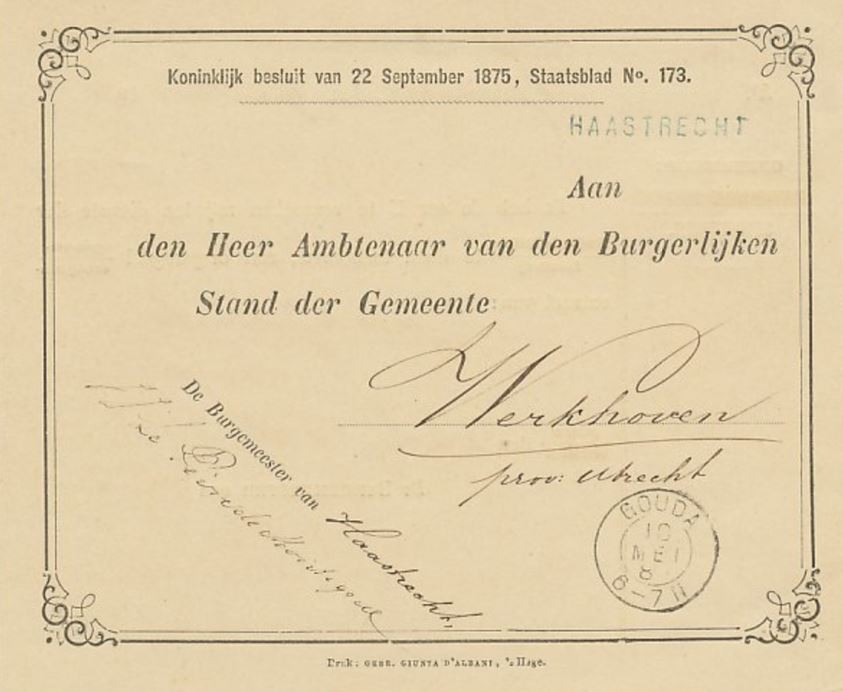 Koninklijk besluit van 22 September 1875, Staatsblad No. 173.
HAASTRECHT
Aan
den Heer Ambtenaar van den Burgerlijken
Stand der Gemeente
Werkhoven
prov: Utrecht
De Burgemeester van
Haastrecht.
GOUDA
10
MEI
8
6-7N
Druk: GEBR. GIUNTA D'ALBANI, 's Hage.